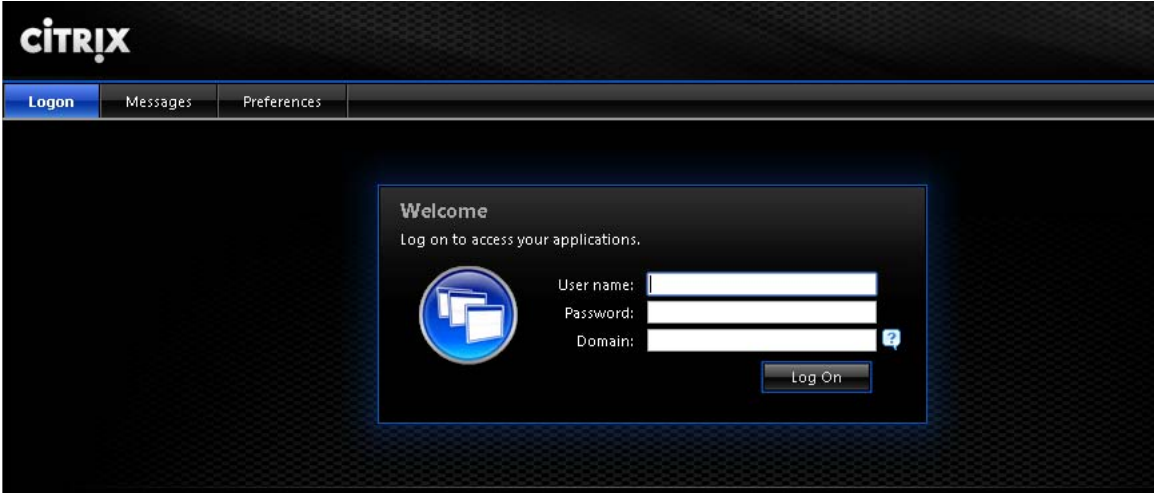 CITRIX
Logon Messages Preferences
Welcome
Log on to access your applications.
User name:
Password:
Domain: ?
Log On